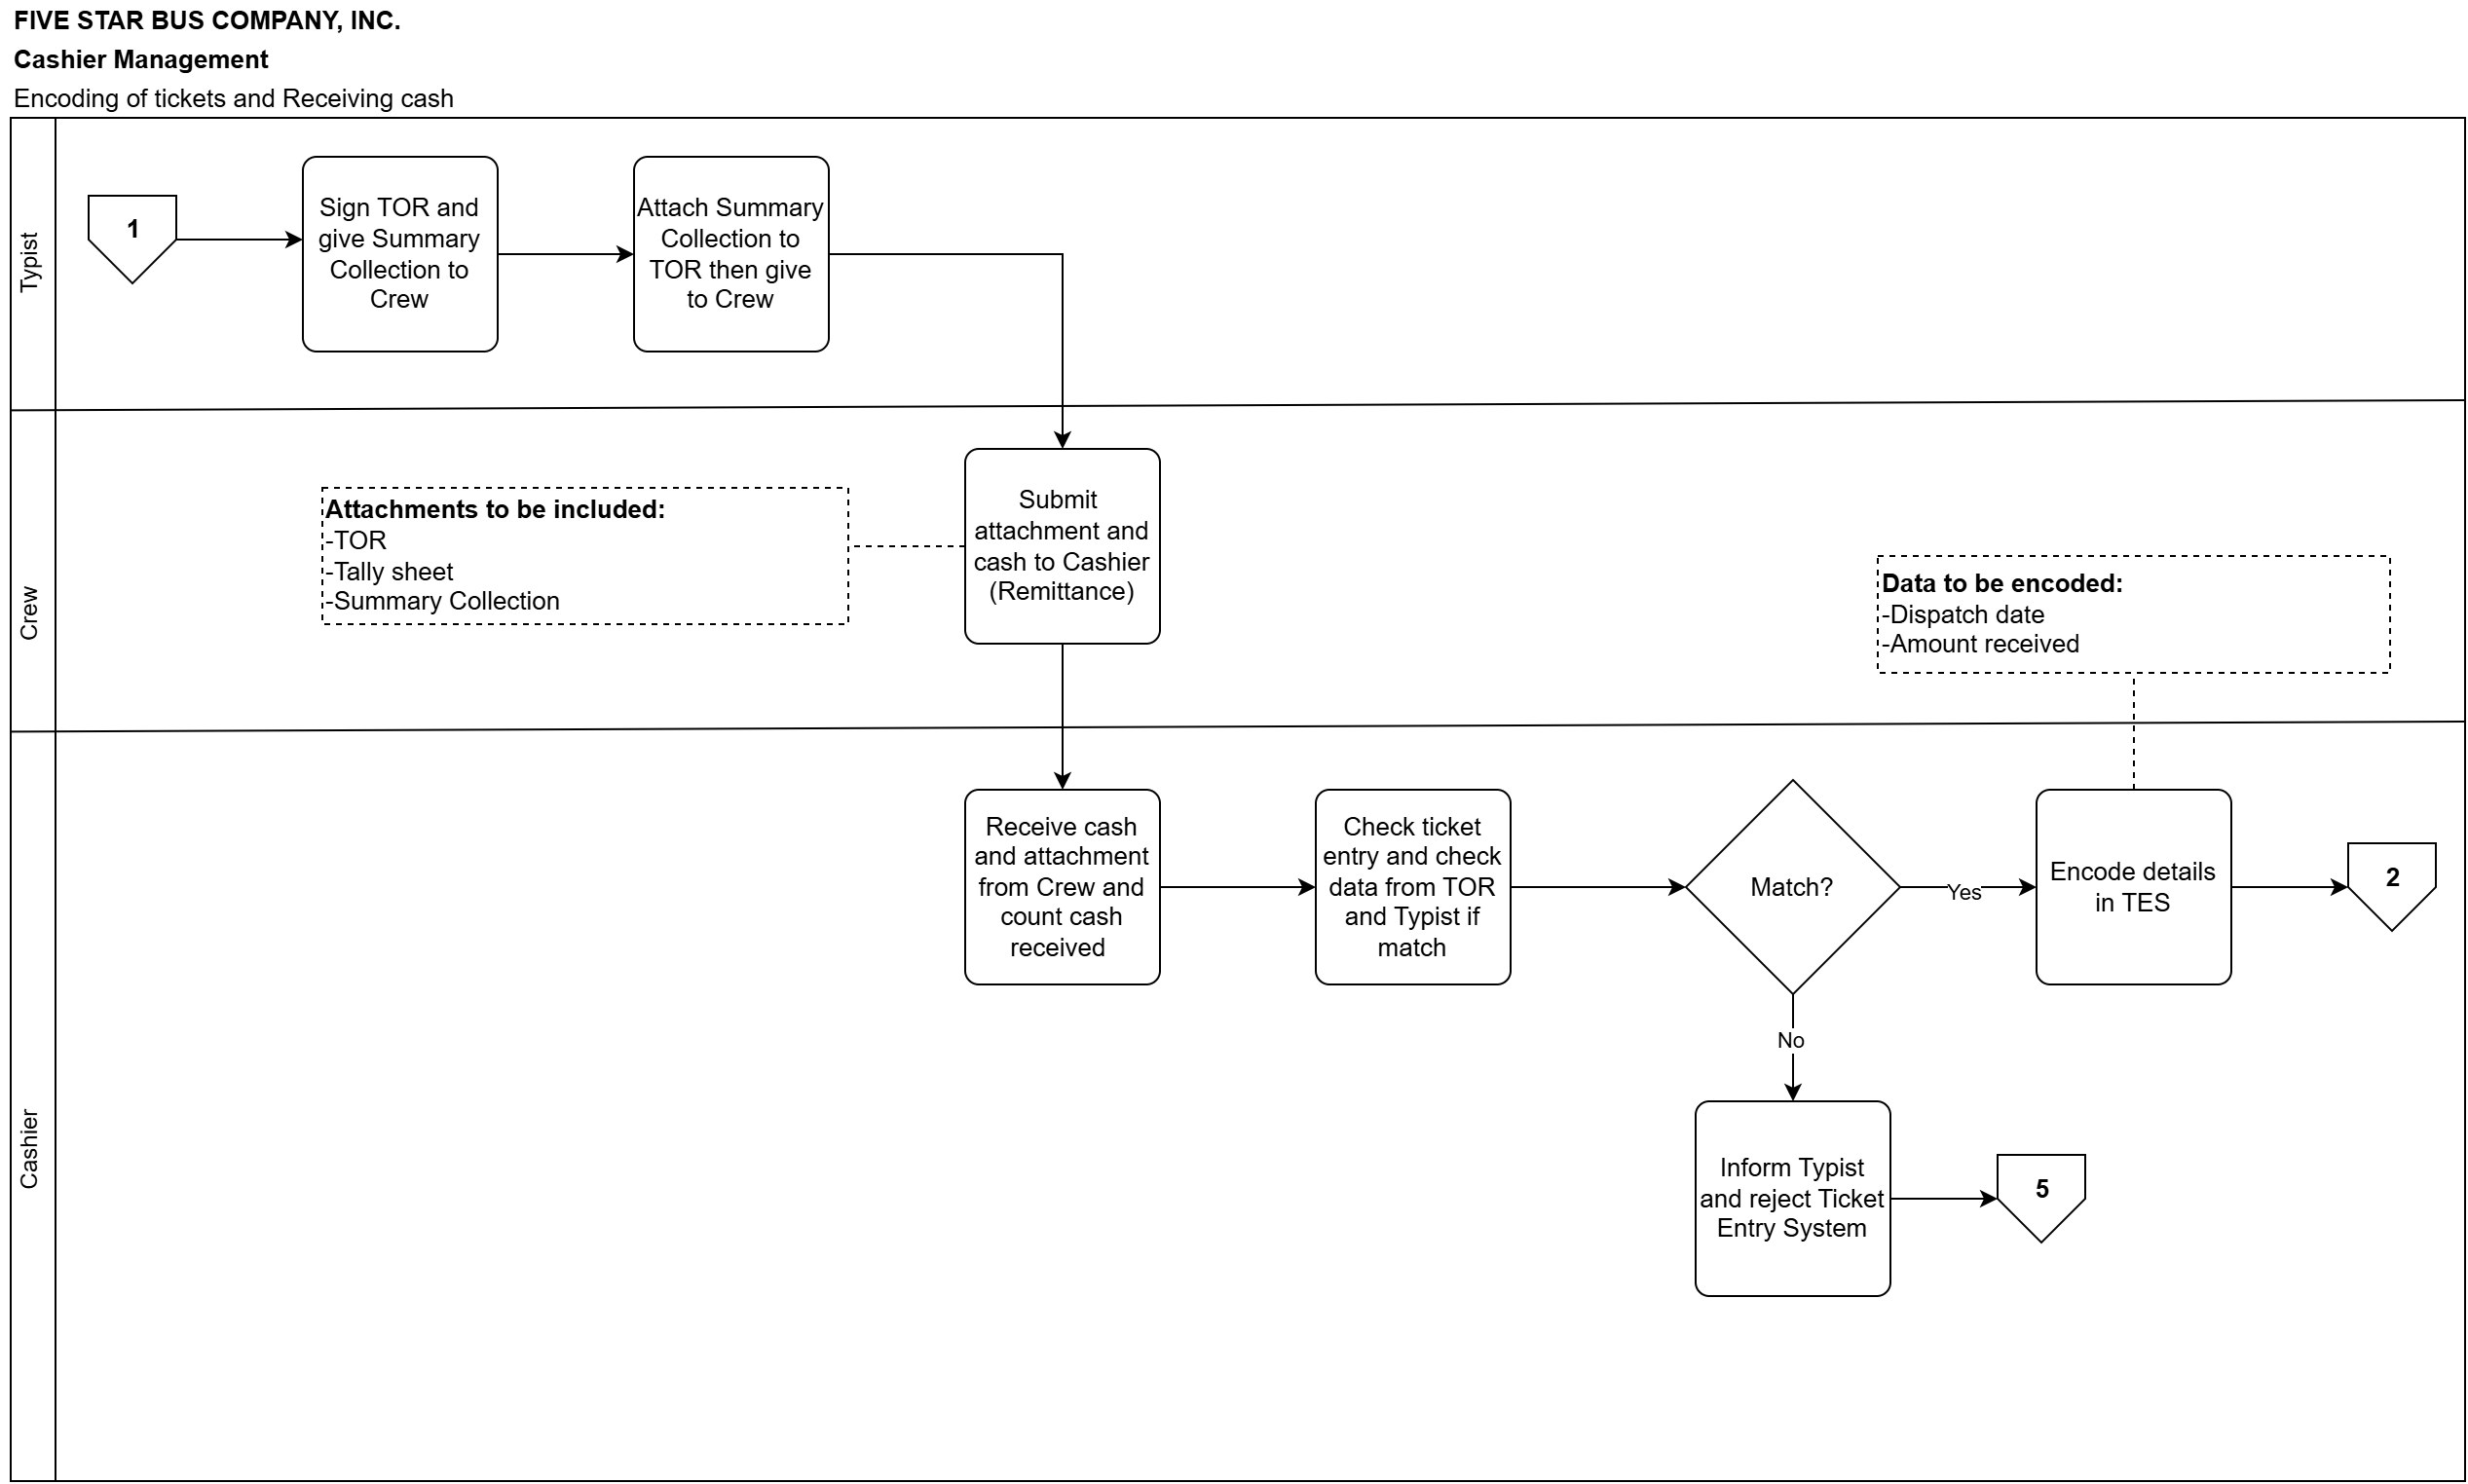 FIVE STAR BUS COMPANY, INC.
Cashier Management
Encoding of tickets and Receiving cash
Typist
1
Sign TOR and
give Summary
Collection to
Crew
Attach Summary
Collection to
TOR then give
to Crew
Crew
Attachments to be included:
-TOR
-Tally sheet
-Summary Collection
Submit
attachment and
cash to Cashier
(Remittance)
Data to be encoded:
-Dispatch date
-Amount received
Cashier
Receive cash
and attachment
from Crew and
count cash
received
Check ticket
entry and check
data from TOR
and Typist if
match
Match?
Yes
Encode details
in TES
2
No
Inform Typist
and reject Ticket
Entry System
5